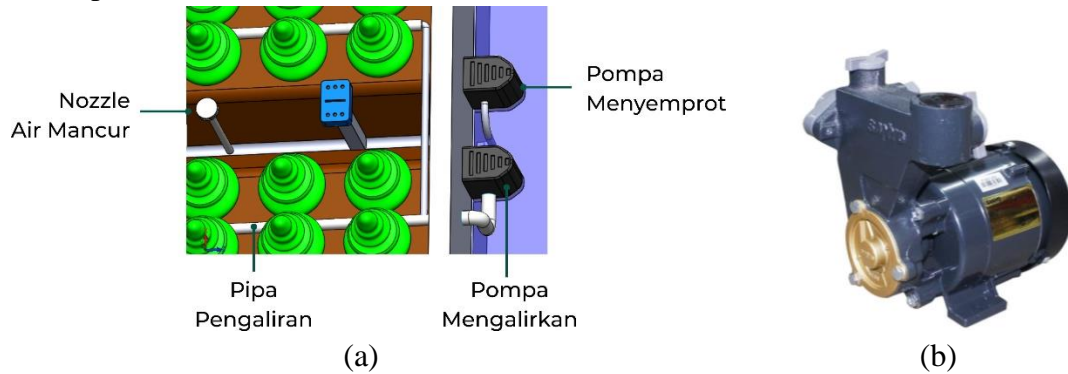 Nozzle
Air Mancur
Pompa
Menyemprot
Pipa
Pengaliran
Pompa
Mengalirkan
(a)
(b)